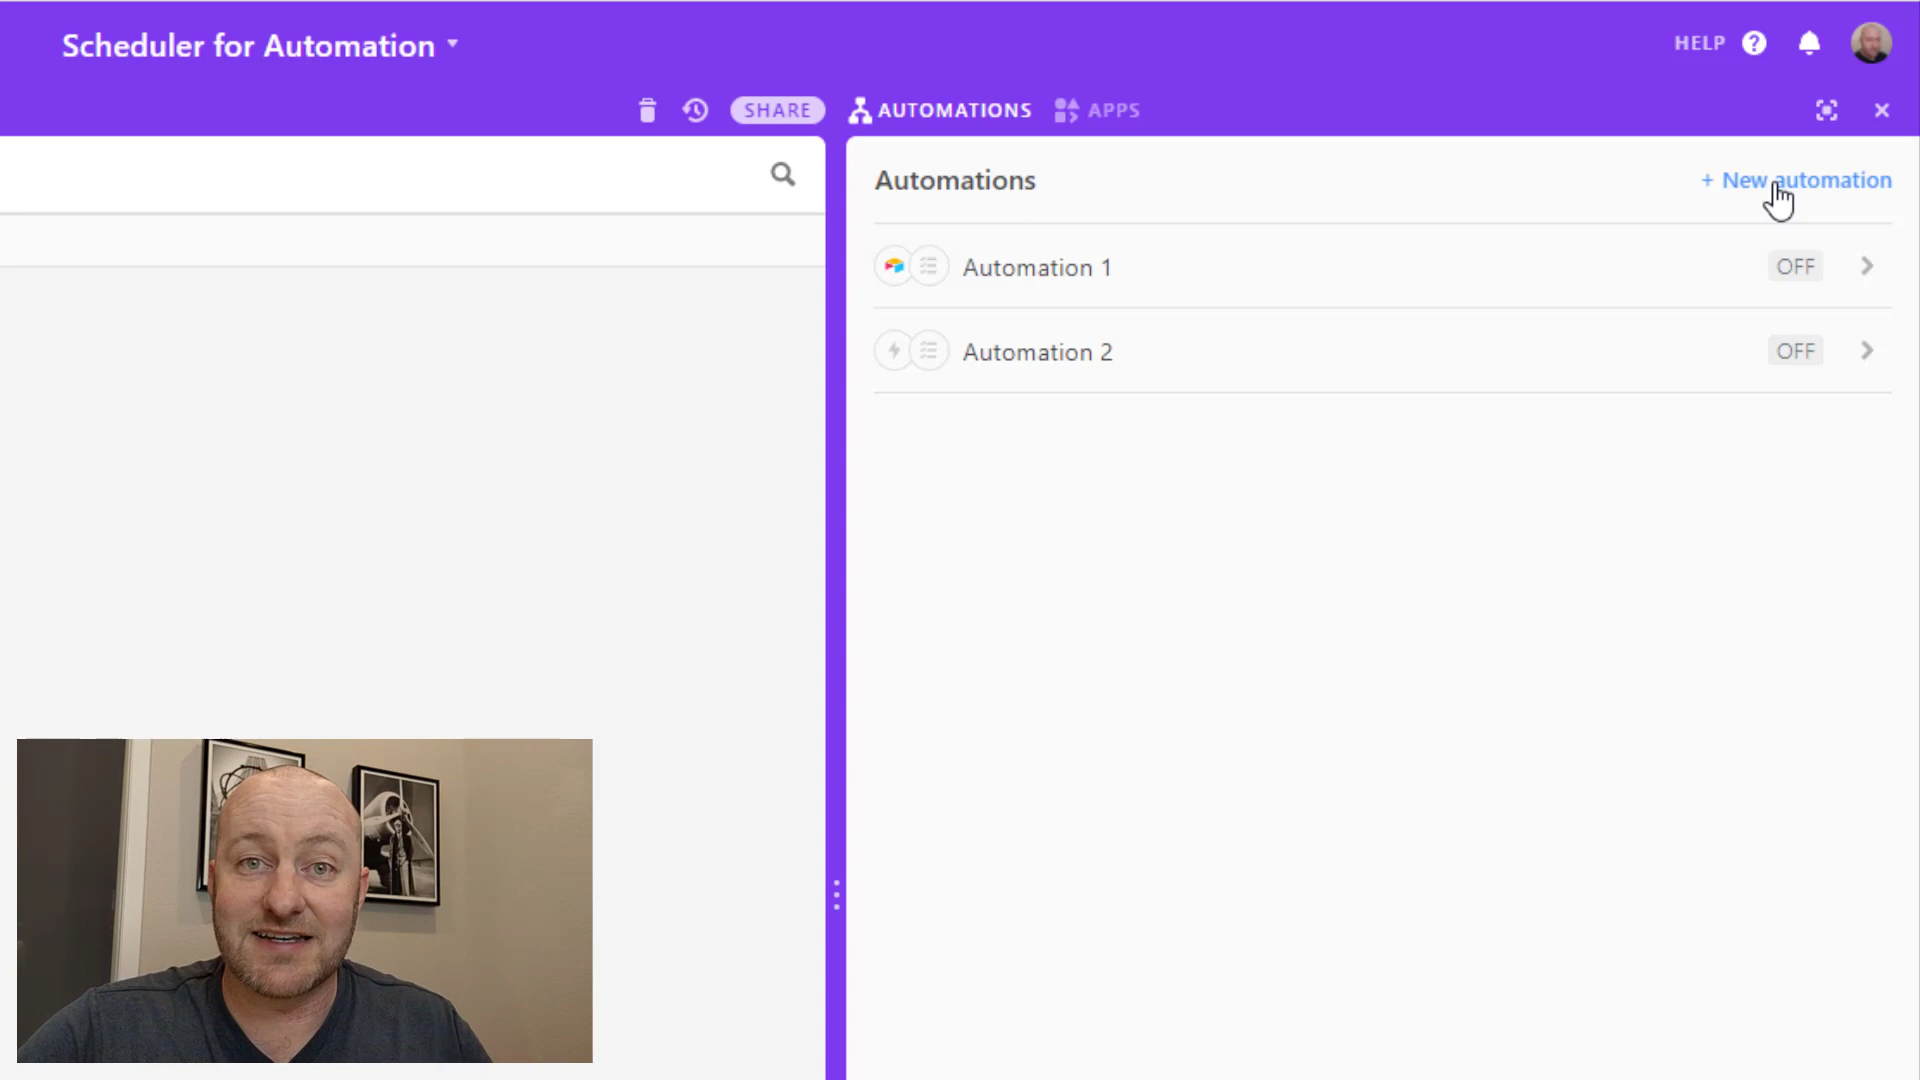 Scheduler for Automation
HELP
SHARE
AUTOMATIONS
APPS
Automations
+ New automation
Automation 1
OFF
Automation 2
OFF